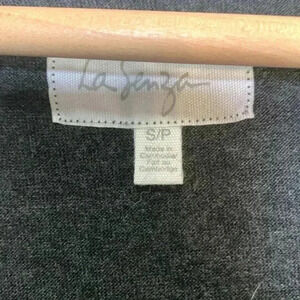 La Senza
S/P
Made in
Cambodia/
Fait au
Cambodge